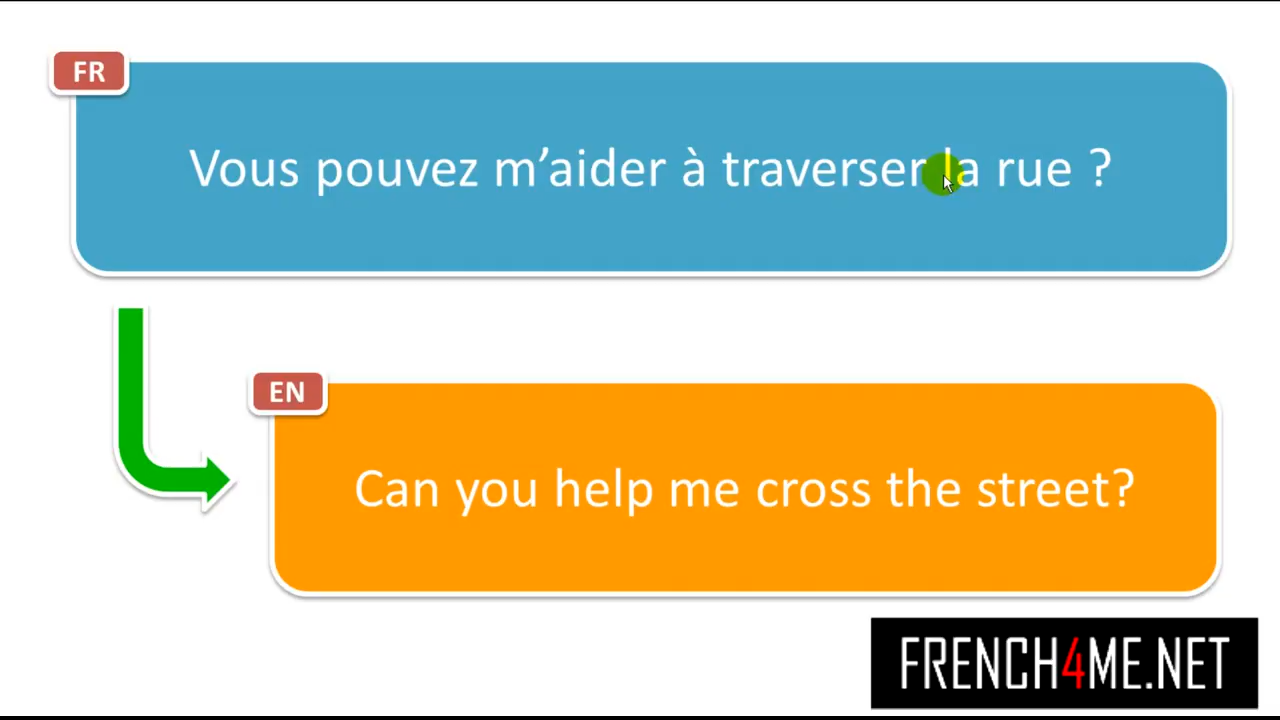 FR
Vous pouvez m’aider à traverser la rue ?
EN
Can you help me cross the street?
FRENCH4ME.NET